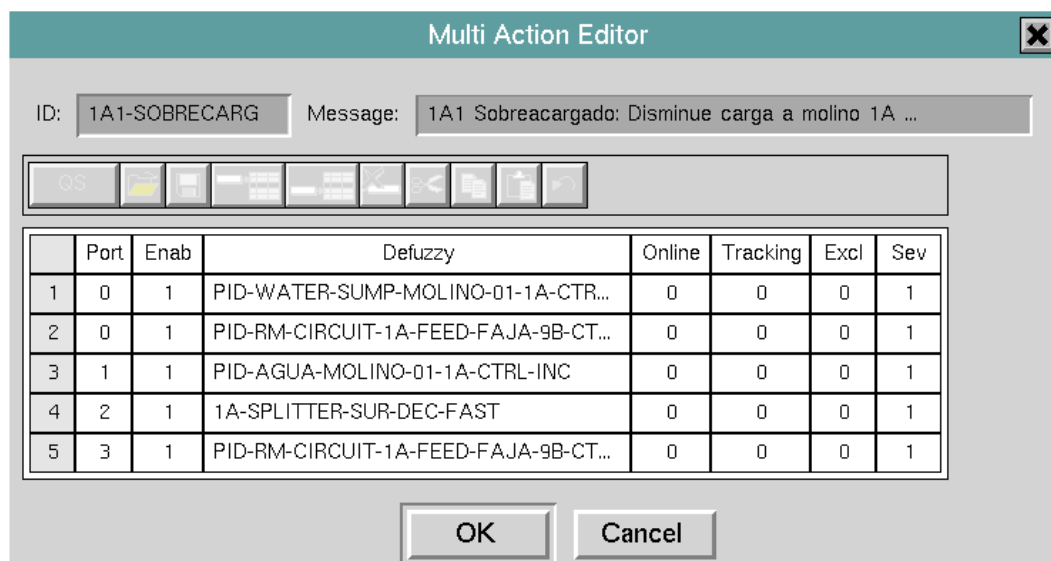 Multi Action Editor
ID: 1A1-SOBRECARG Message: 1A1 Sobreacargado: Disminue carga a molino 1A ...
QS
Port Enab Defuzzy Online Tracking Excl Sev
1 0 1 PID-WATER-SUMP-MOLINO-01-1A-CTR... 0 0 0 1
2 0 1 PID-RM-CIRCUIT-1A-FEED-FAJA-9B-CT... 0 0 0 1
3 1 1 PID-AGUA-MOLINO-01-1A-CTRL-INC 0 0 0 1
4 2 1 1A-SPLITTER-SUR-DEC-FAST 0 0 0 1
5 3 1 PID-RM-CIRCUIT-1A-FEED-FAJA-9B-CT... 0 0 0 1
OK Cancel